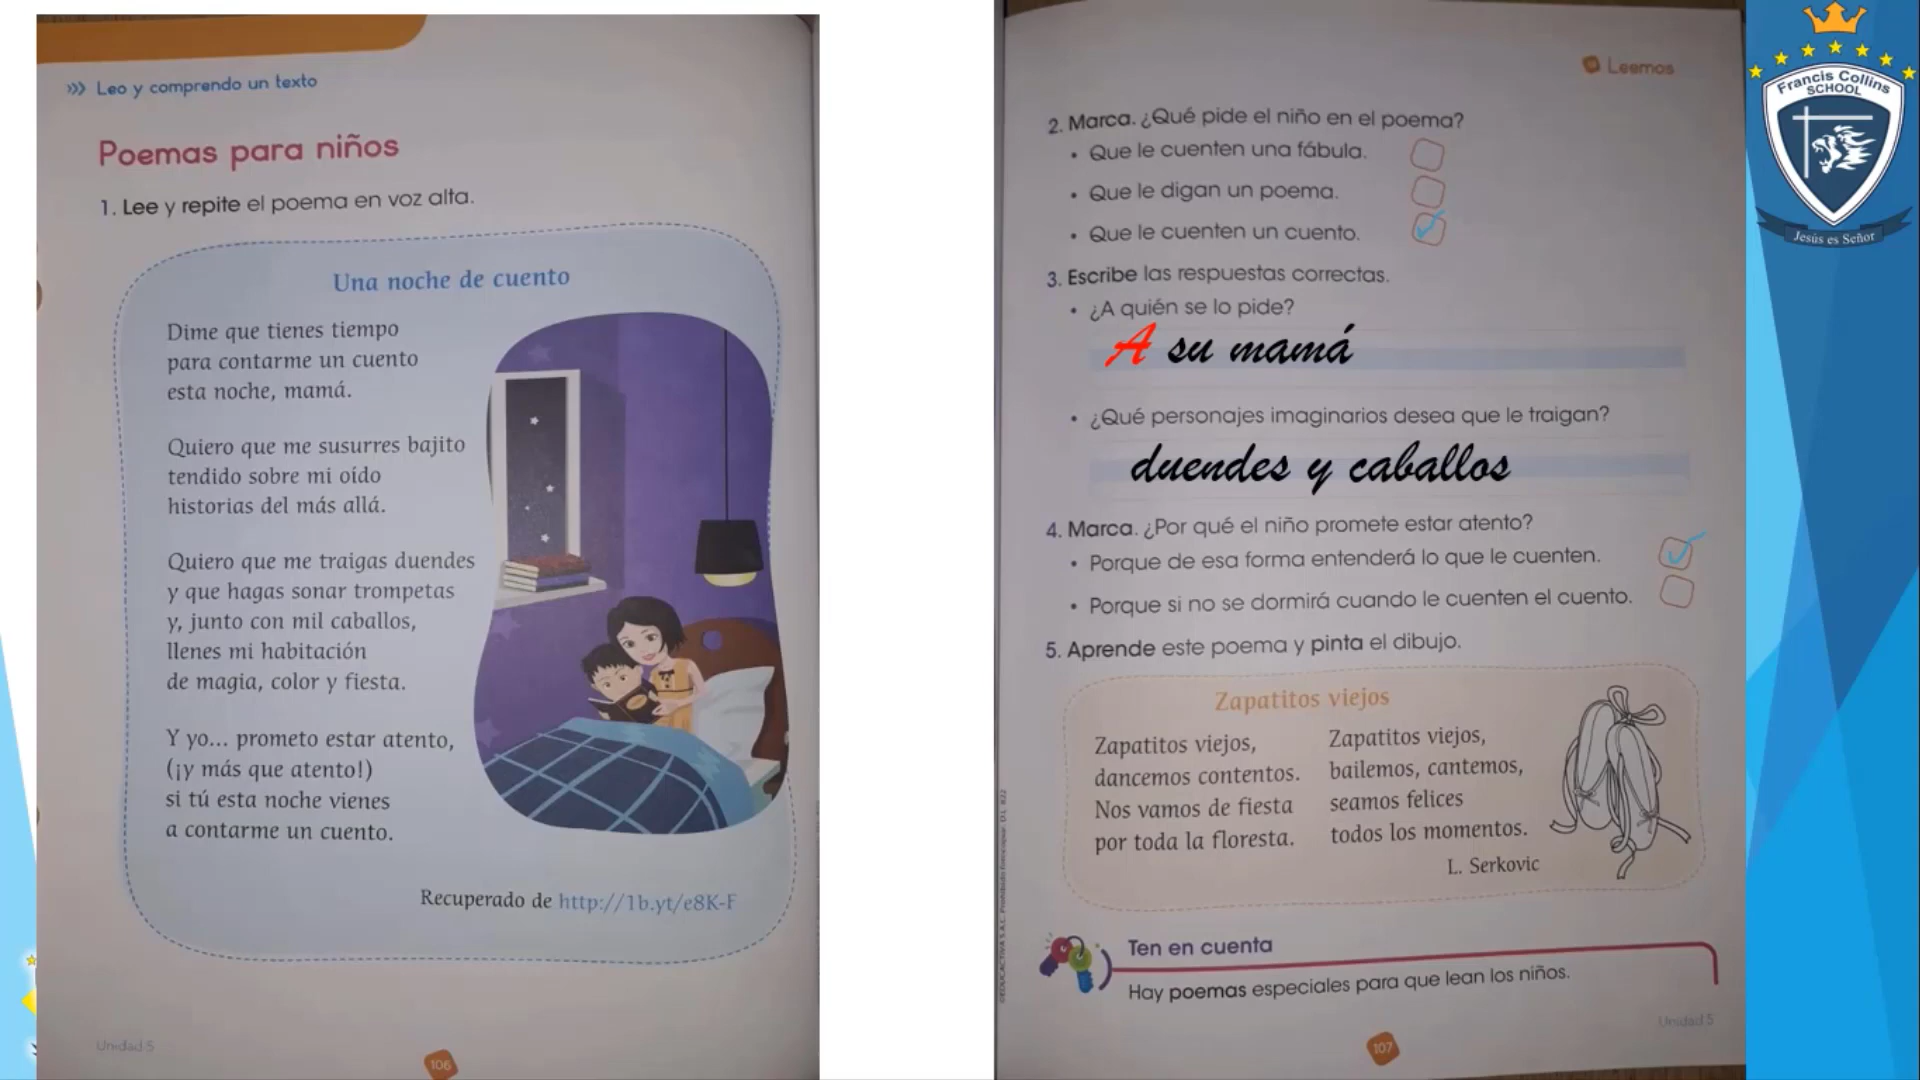 ››› Leo y comprendo un texto
Poemas para niños
1. Lee y repite el poema en voz alta.
Una noche de cuento
Dime que tienes tiempo
para contarme un cuento
esta noche, mamá.
Quiero que me susurres bajito
tendido sobre mi oído
historias del más allá.
Quiero que me traigas duendes
y que hagas sonar trompetas
y, junto con mil caballos,
llenes mi habitación
de magia, color y fiesta.
Y yo... prometo estar atento,
(¡y más que atento!)
si tú esta noche vienes
a contarme un cuento.
Recuperado de http://1b.yt/e8K-F
Unidad 5
106
Leemos
2. Marca. ¿Qué pide el niño en el poema?
• Que le cuenten una fábula.
• Que le digan un poema.
• Que le cuenten un cuento.
3. Escribe las respuestas correctas.
• ¿A quién se lo pide?
A su mamá
• ¿Qué personajes imaginarios desea que le traigan?
duendes y caballos
4. Marca. ¿Por qué el niño promete estar atento?
• Porque de esa forma entenderá lo que le cuenten.
• Porque si no se dormirá cuando le cuenten el cuento.
5. Aprende este poema y pinta el dibujo.
Zapatitos viejos
Zapatitos viejos,
dancemos contentos.
Nos vamos de fiesta
por toda la floresta.
Zapatitos viejos,
bailemos, cantemos,
seamos felices
todos los momentos.
L. Serkovic
Ten en cuenta
Hay poemas especiales para que lean los niños.
Unidad 5
107
Francis Collins
SCHOOL
Jesús es Señor